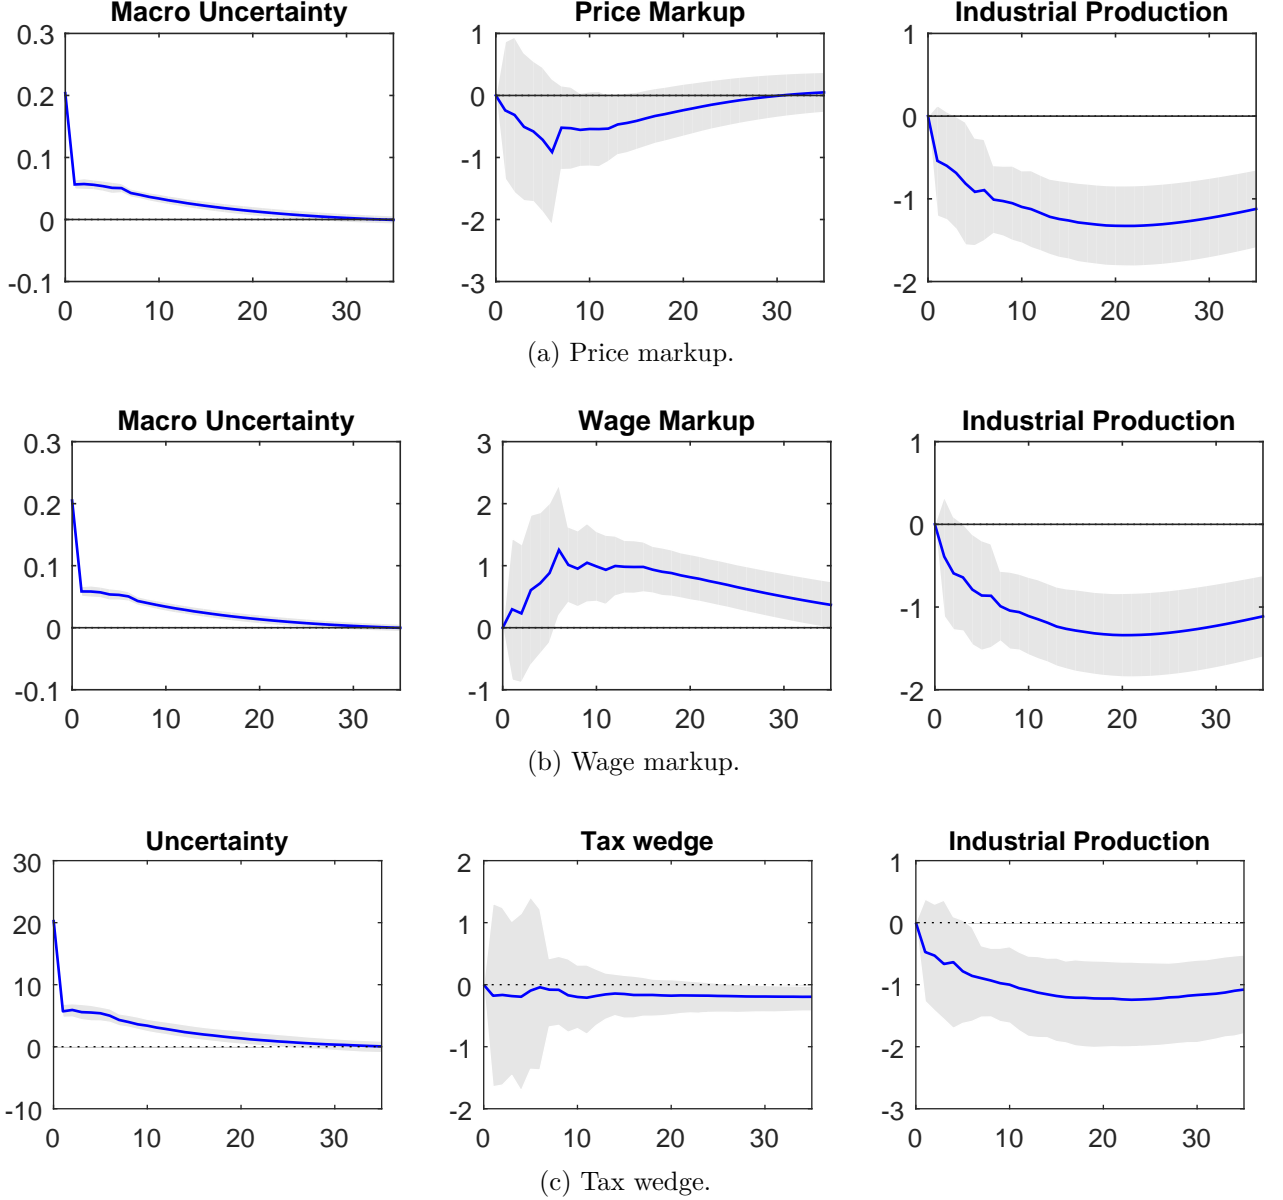 Macro Uncertainty Price Markup Industrial Production
0.3 1 1
0.2 0 0
0.1 -1
0 -2 -1
-0.1 -3 -2
0 10 20 30 0 10 20 30 0 10 20 30
(a) Price markup.
Macro Uncertainty Wage Markup Industrial Production
0.3 3 1
0.2 2 0
0.1 1
0 0 -1
-0.1 -1 -2
0 10 20 30 0 10 20 30 0 10 20 30
(b) Wage markup.
Uncertainty Tax wedge Industrial Production
30 2 1
20 1 0
10 0 -1
0 -1 -2
-10 -2 -3
0 10 20 30 0 10 20 30 0 10 20 30
(c) Tax wedge.